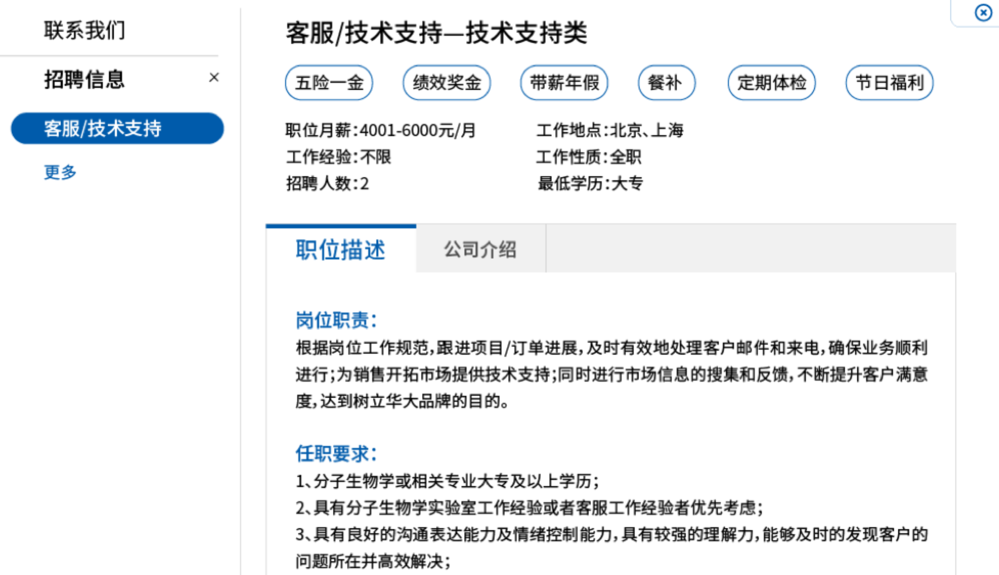 联系我们
招聘信息 ×
客服/技术支持
更多
客服/技术支持—技术支持类
五险一金 绩效奖金 带薪年假 餐补 定期体检 节日福利
职位月薪：4001-6000元/月 工作地点：北京、上海
工作经验：不限 工作性质：全职
招聘人数：2 最低学历：大专
职位描述 公司介绍
岗位职责：
根据岗位工作规范，跟进项目/订单进展，及时有效地处理客户邮件和来电，确保业务顺利
进行；为销售开拓市场提供技术支持；同时进行市场信息的搜集和反馈，不断提升客户满意
度，达到树立华大品牌的目的。
任职要求：
1、分子生物学或相关专业大专及以上学历；
2、具有分子生物学实验室工作经验或者客服工作经验者优先考虑；
3、具有良好的沟通表达能力及情绪控制能力，具有较强的理解力，能够及时的发现客户的
问题所在并高效解决；